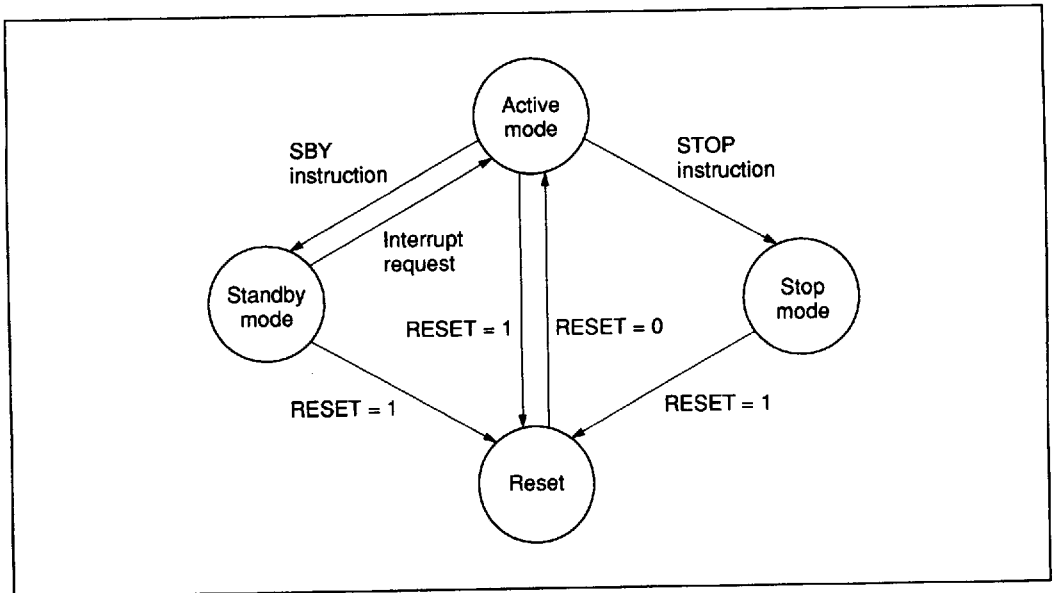 Active
mode
SBY
instruction
STOP
instruction
Interrupt
request
Standby
mode
Stop
mode
RESET = 1
RESET = 0
RESET = 1
RESET = 1
Reset